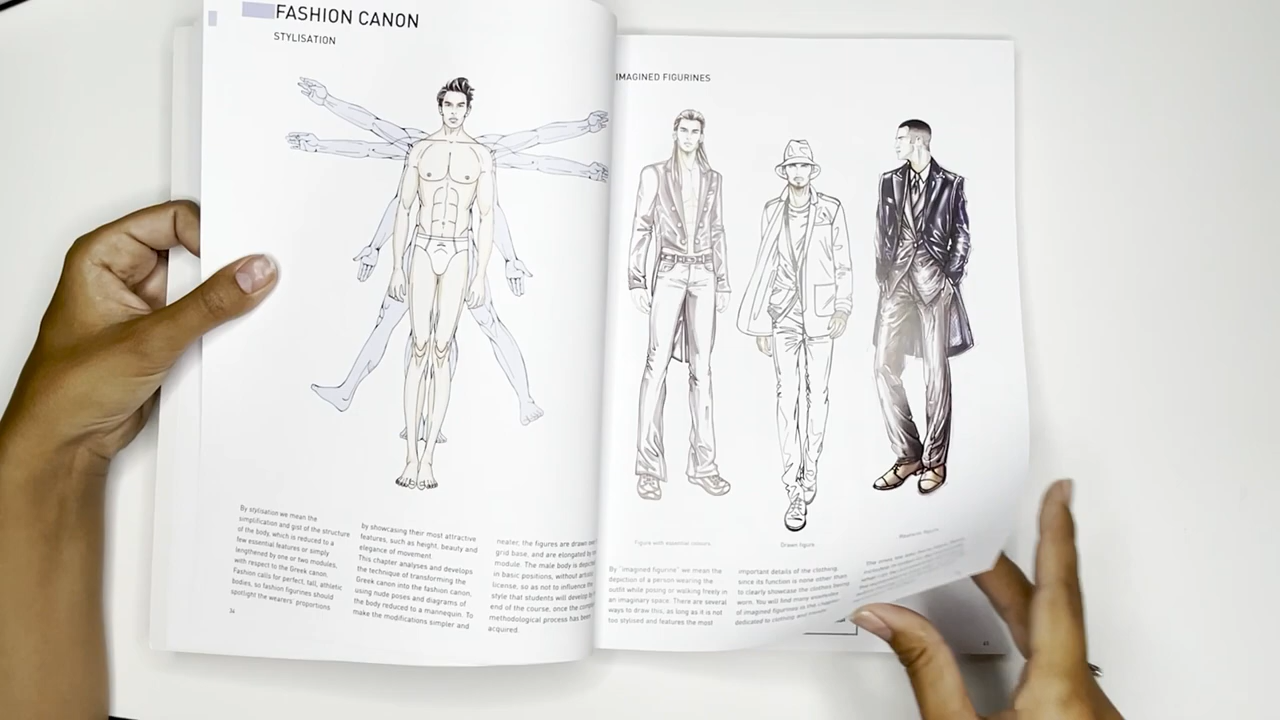 FASHION CANON
STYLISATION
By stylisation we mean the
simplification and gist of the structure
of the body, which is reduced to a
few essential features or simply
lengthened by one or two modules,
with respect to the Greek canon.
Fashion calls for perfect, tall, athletic
bodies, so fashion figurines should
spotlight the wearers' proportions
34
by showcasing their most attractive
features, such as height, beauty and
elegance of movement.
This chapter analyses and develops
the technique of transforming the
Greek canon into the fashion canon,
using nude poses and diagrams of
the body reduced to a mannequin. To
make the modifications simpler and
neater, the figures are drawn over
grid base, and are elongated by
module. The male body is depicted
in basic positions, without artistic
license, so as not to influence the
style that students will develop by
end of the course, once the
methodological process has been
acquired.
IMAGINED FIGURINES
Figure with essential colours
Drawn figure
By "imagined figurine" we mean the
depiction of a person wearing the
outfit while posing or walking freely in
an imaginary space. There are several
ways to draw this, as long as it is not
too stylised and features the most
important details of the clothing,
since its function is none other than
to clearly showcase the clothes being
worn. You will find many examples
of imagined figurines in the chapters
dedicated to clothing and